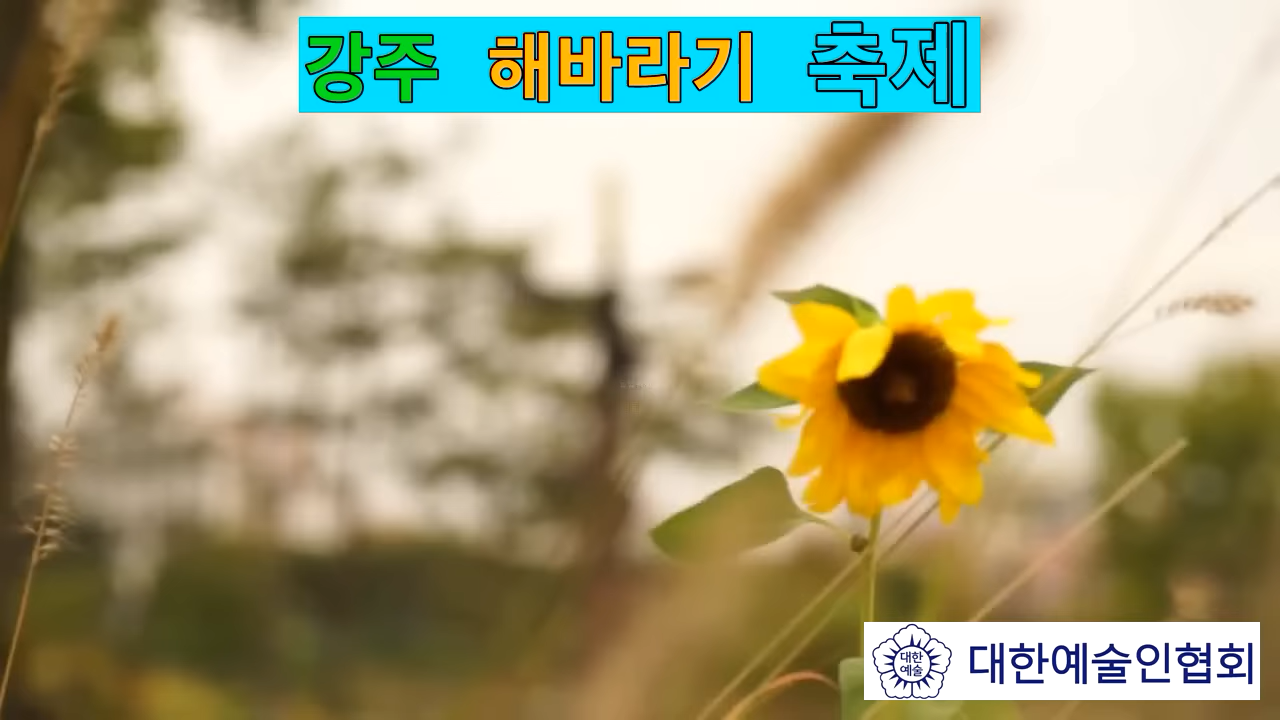 강주 해바라기 축제
대한
예술
대한예술인협회